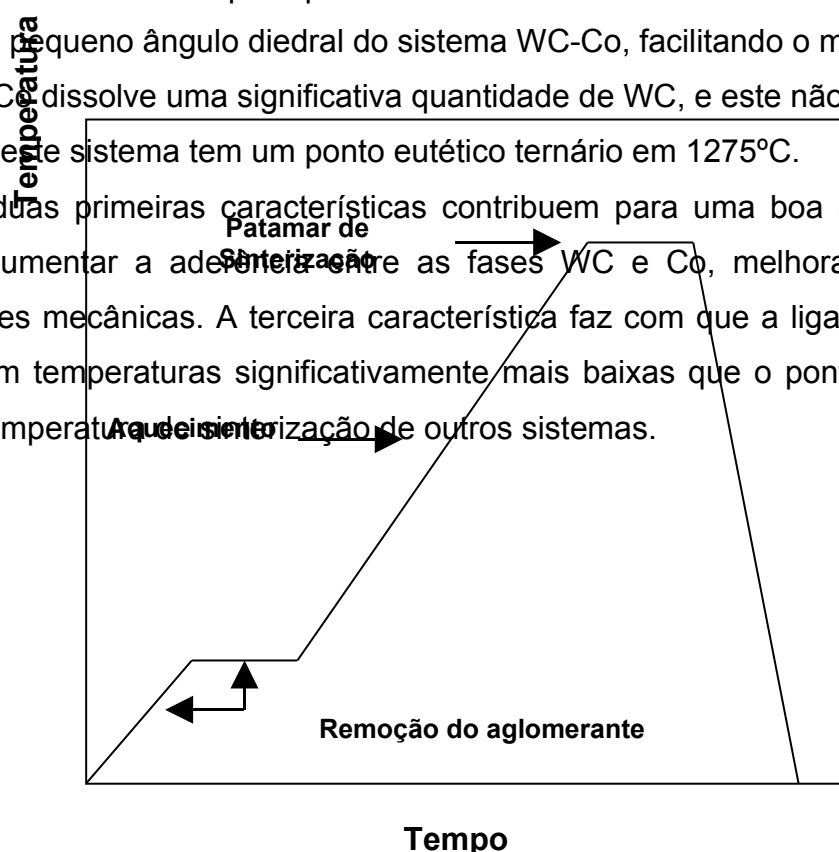 pequeno ângulo diedral do sistema WC-Co, facilitando o m
Co dissolve uma significativa quantidade de WC, e este não
este sistema tem um ponto eutético ternário em 1275ºC.
duas primeiras características contribuem para uma boa
umentar a aderência entre as fases WC e Co, melhora
es mecânicas. A terceira característica faz com que a liga
m temperaturas significativamente mais baixas que o pon
mperatura de sinterização de outros sistemas.
Temperatura
Patamar de
Sinterização
Aquecimento
Remoção do aglomerante
Tempo